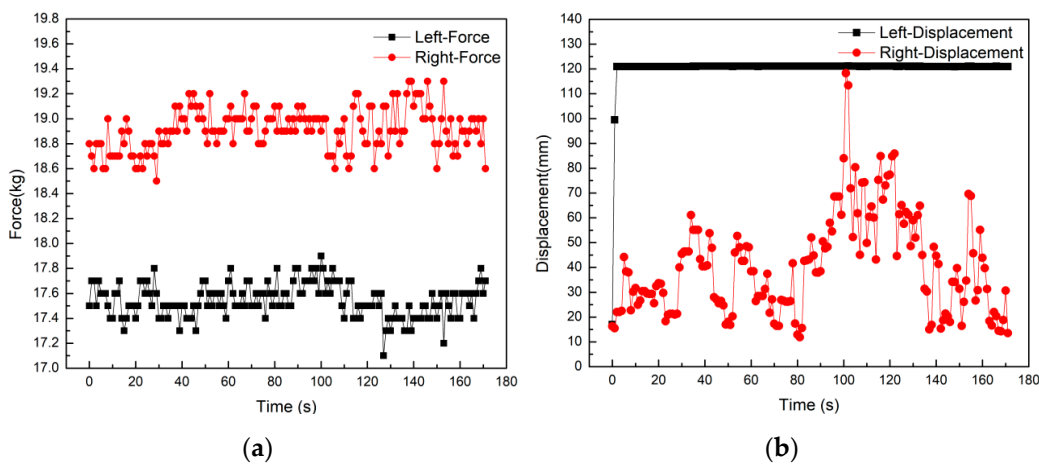 19.8
19.6
19.4
19.2
19.0
18.8
18.6
18.4
18.2
18.0
17.8
17.6
17.4
17.2
17.0
Force(kg)
Left-Force
Right-Force
0 20 40 60 80 100 120 140 160 180
Time (s)
(a)
140
130
120
110
100
90
80
70
60
50
40
30
20
10
0
Displacement(mm)
Left-Displacement
Right-Displacement
0 20 40 60 80 100 120 140 160 180
Time (s)
(b)